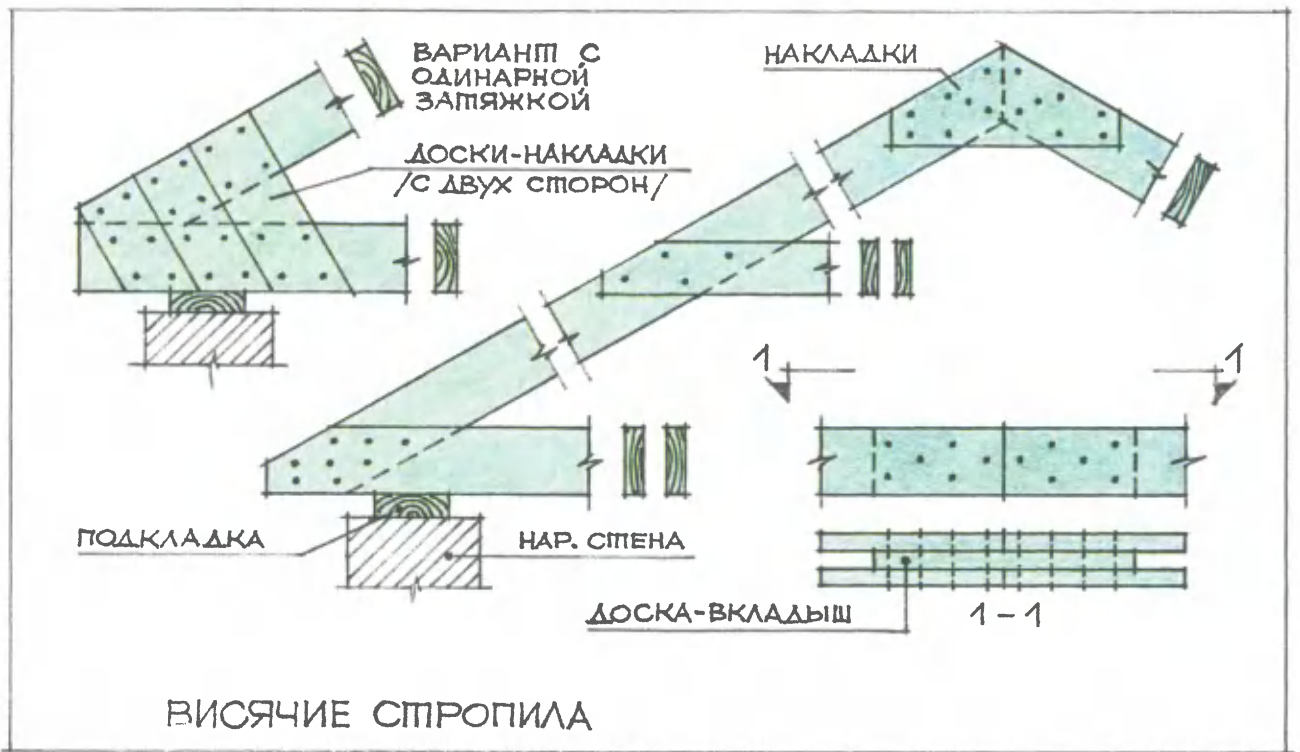 ВАРИАНТ С
ОДИНАРНОЙ
ЗАТЯЖКОЙ
НАКЛАДКИ
ДОСКИ-НАКЛАДКИ
/С ДВУХ СТОРОН/
1 1
ПОДКЛАДКА
НАР. СТЕНА
ДОСКА-ВКЛАДЫШ
1-1
ВИСЯЧИЕ СТРОПИЛА